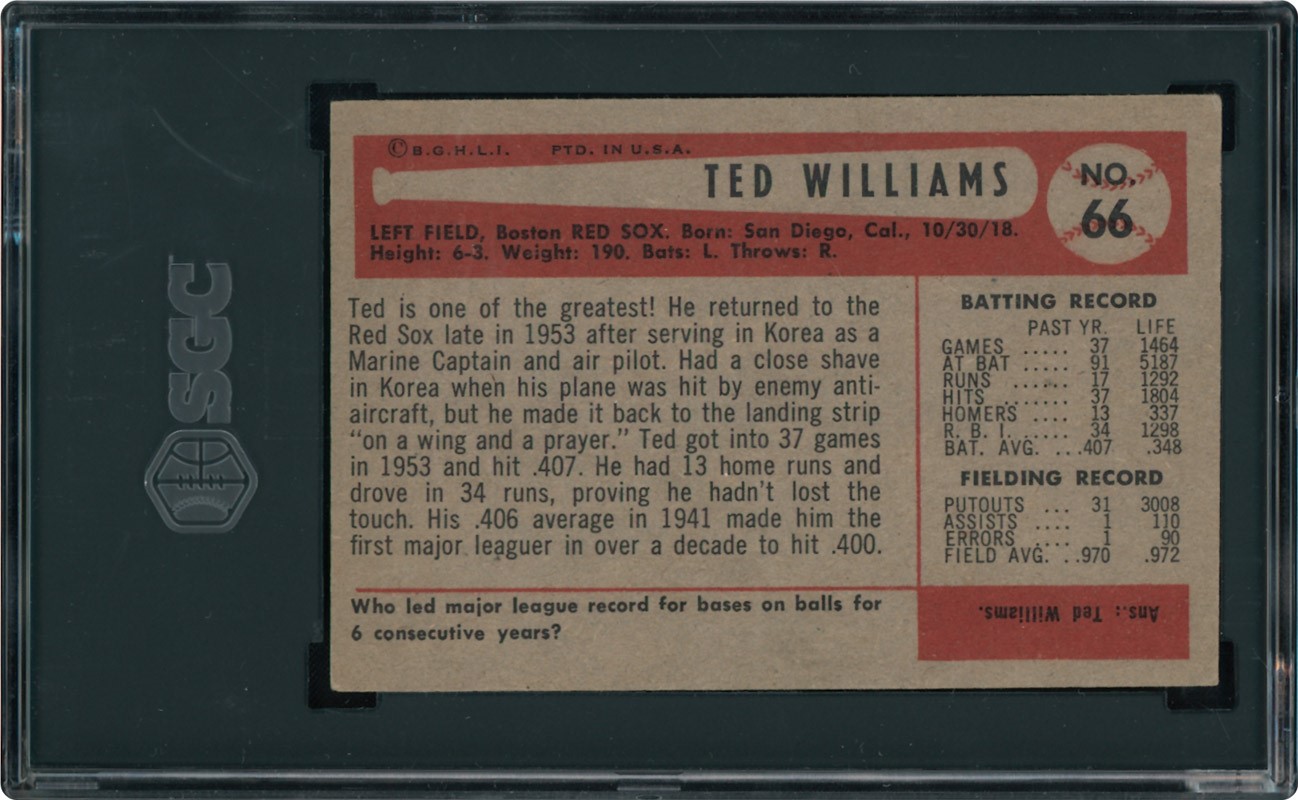 © B.G.H.L.I. PTD. IN U.S.A.
TED WILLIAMS
NO.
66
LEFT FIELD, Boston RED SOX. Born: San Diego, Cal., 10/30/18.
Height: 6-3. Weight: 190. Bats: L. Throws: R.
Ted is one of the greatest! He returned to the
Red Sox late in 1953 after serving in Korea as a
Marine Captain and air pilot. Had a close shave
in Korea when his plane was hit by enemy anti-
aircraft, but he made it back to the landing strip
“on a wing and a prayer.” Ted got into 37 games
in 1953 and hit .407. He had 13 home runs and
drove in 34 runs, proving he hadn't lost the
touch. His .406 average in 1941 made him the
first major leaguer in over a decade to hit .400.
BATTING RECORD
PAST YR. LIFE
GAMES ..... 37 1464
AT BAT ..... 91 5187
RUNS ...... 17 1292
HITS ....... 37 1804
HOMERS .... 13 337
R. B. I. ..... 34 1298
BAT. AVG. ...407 .348
FIELDING RECORD
PUTOUTS ... 31 3008
ASSISTS .... 1 110
ERRORS .... 1 90
FIELD AVG. ..970 .972
Who led major league record for bases on balls for
6 consecutive years?
Ans.: Ted Williams.
SGC